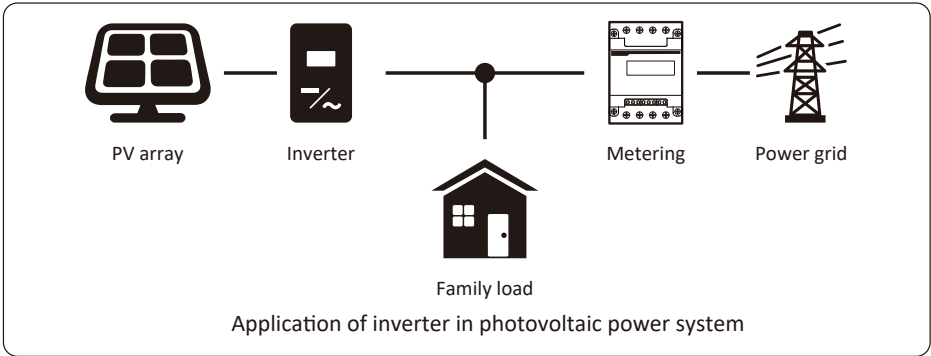 PV array
Inverter
Metering
Power grid
Family load
Application of inverter in photovoltaic power system